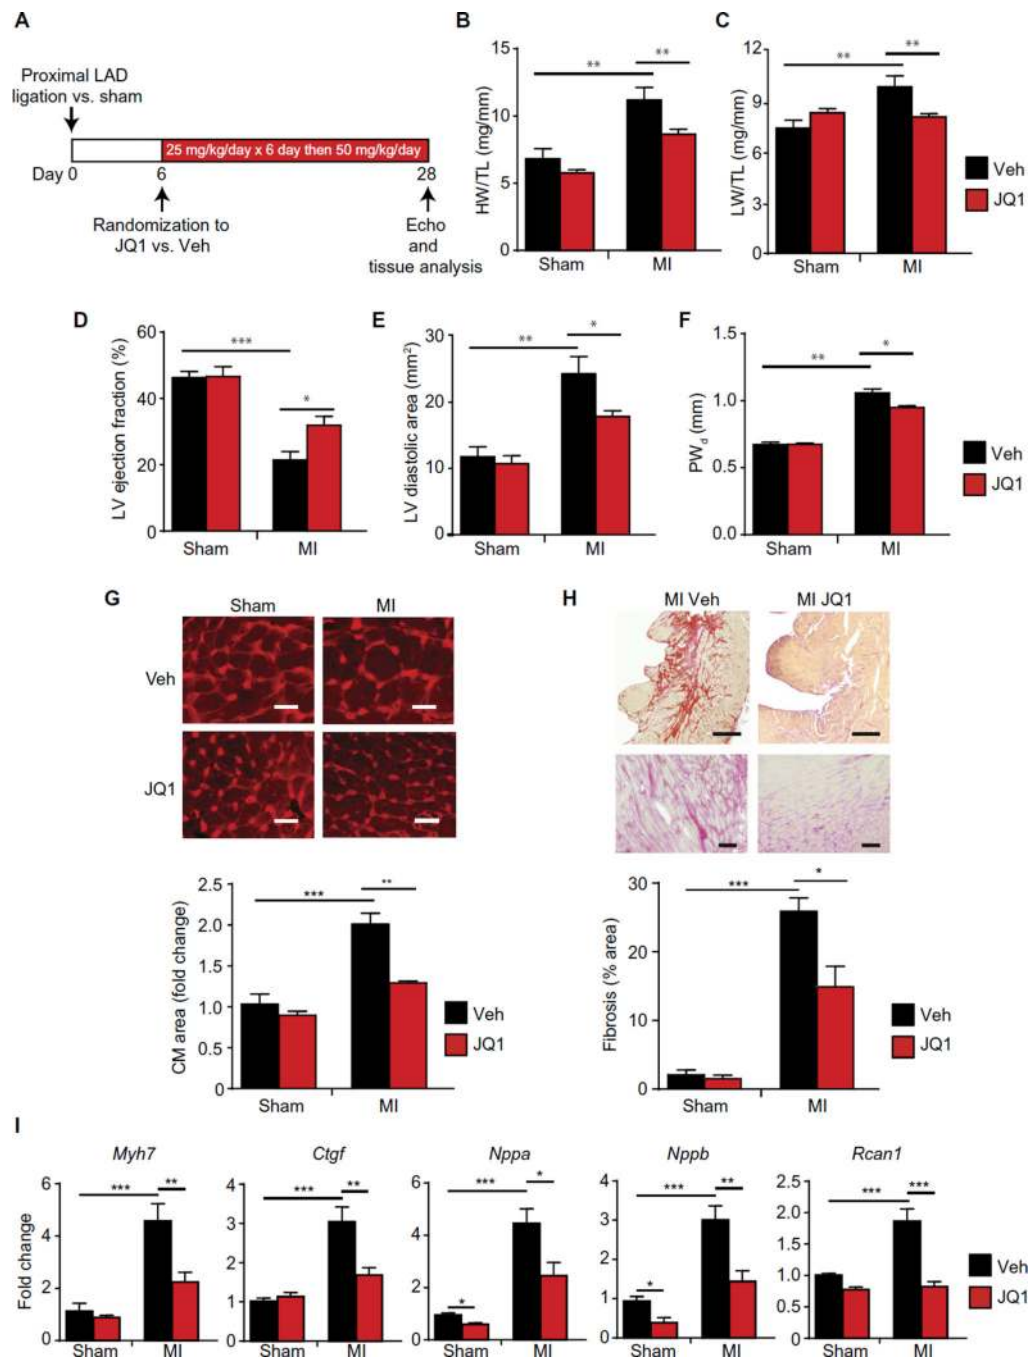 A
Proximal LAD
ligation vs. sham
25 mg/kg/day x 6 day then 50 mg/kg/day
Day 0
6
28
Randomization to
JQ1 vs. Veh
Echo
and
tissue analysis
B
HW/TL (mg/mm)
15
10
5
0
**
**
Sham
MI
C
LW/TL (mg/mm)
12
9
6
3
0
**
**
Sham
MI
Veh
JQ1
D
LV ejection fraction (%)
60
40
20
0
***
*
Sham
MI
E
LV diastolic area (mm²)
30
20
10
0
**
*
Sham
MI
F
PWd (mm)
1.5
1.0
0.5
0.0
**
*
Sham
MI
Veh
JQ1
G
Sham
MI
Veh
JQ1
CM area (fold change)
2.5
2.0
1.5
1.0
0.5
0
***
**
Sham
MI
Veh
JQ1
H
MI Veh
MI JQ1
Fibrosis (% area)
30
20
10
0
***
*
Sham
MI
Veh
JQ1
I
Fold change
Myh7
6
4
2
0
***
**
Sham
MI
Ctgf
4
3
2
1
0
***
**
Sham
MI
Nppa
6
4
2
0
***
*
*
Sham
MI
Nppb
4
3
2
1
0
***
**
*
Sham
MI
Rcan1
2.5
2.0
1.5
1.0
0.5
0
***
***
Sham
MI
Veh
JQ1